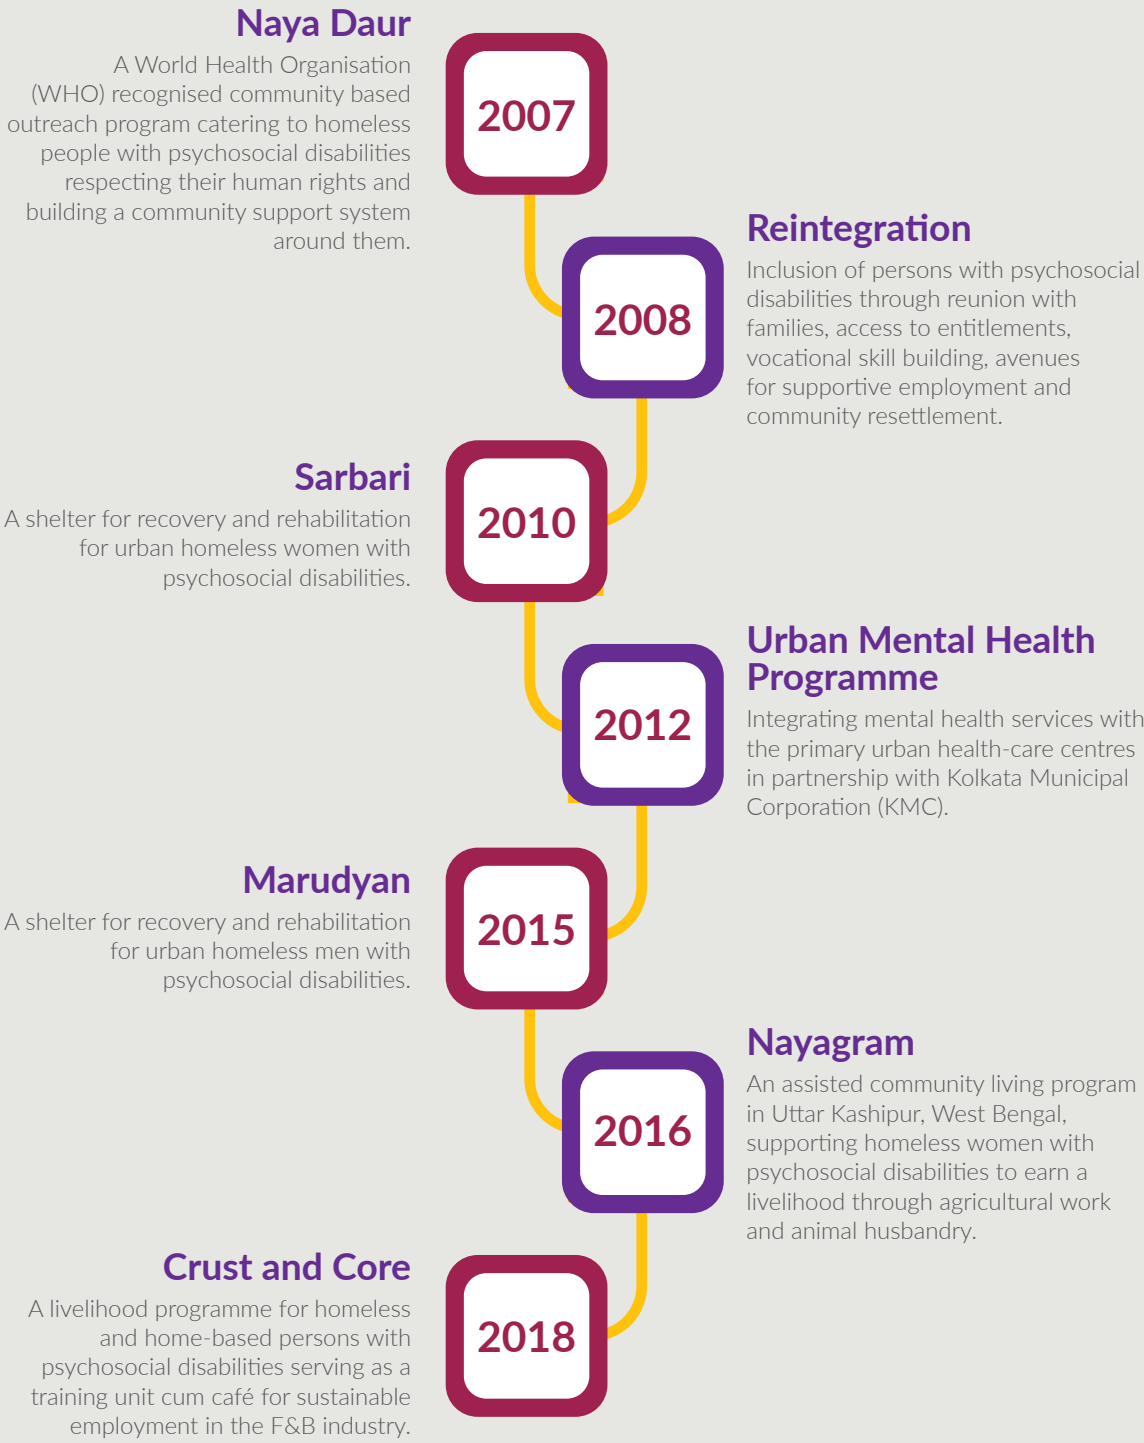 Naya Daur
A World Health Organisation
(WHO) recognised community based
outreach program catering to homeless
people with psychosocial disabilities
respecting their human rights and
building a community support system
around them.
2007
Reintegration
Inclusion of persons with psychosocial
disabilities through reunion with
families, access to entitlements,
vocational skill building, avenues
for supportive employment and
community resettlement.
2008
Sarbari
A shelter for recovery and rehabilitation
for urban homeless women with
psychosocial disabilities.
2010
Urban Mental Health
Programme
Integrating mental health services with
the primary urban health-care centres
in partnership with Kolkata Municipal
Corporation (KMC).
2012
Marudyan
A shelter for recovery and rehabilitation
for urban homeless men with
psychosocial disabilities.
2015
Nayagram
An assisted community living program
in Uttar Kashipur, West Bengal,
supporting homeless women with
psychosocial disabilities to earn a
livelihood through agricultural work
and animal husbandry.
2016
Crust and Core
A livelihood programme for homeless
and home-based persons with
psychosocial disabilities serving as a
training unit cum café for sustainable
employment in the F&B industry.
2018